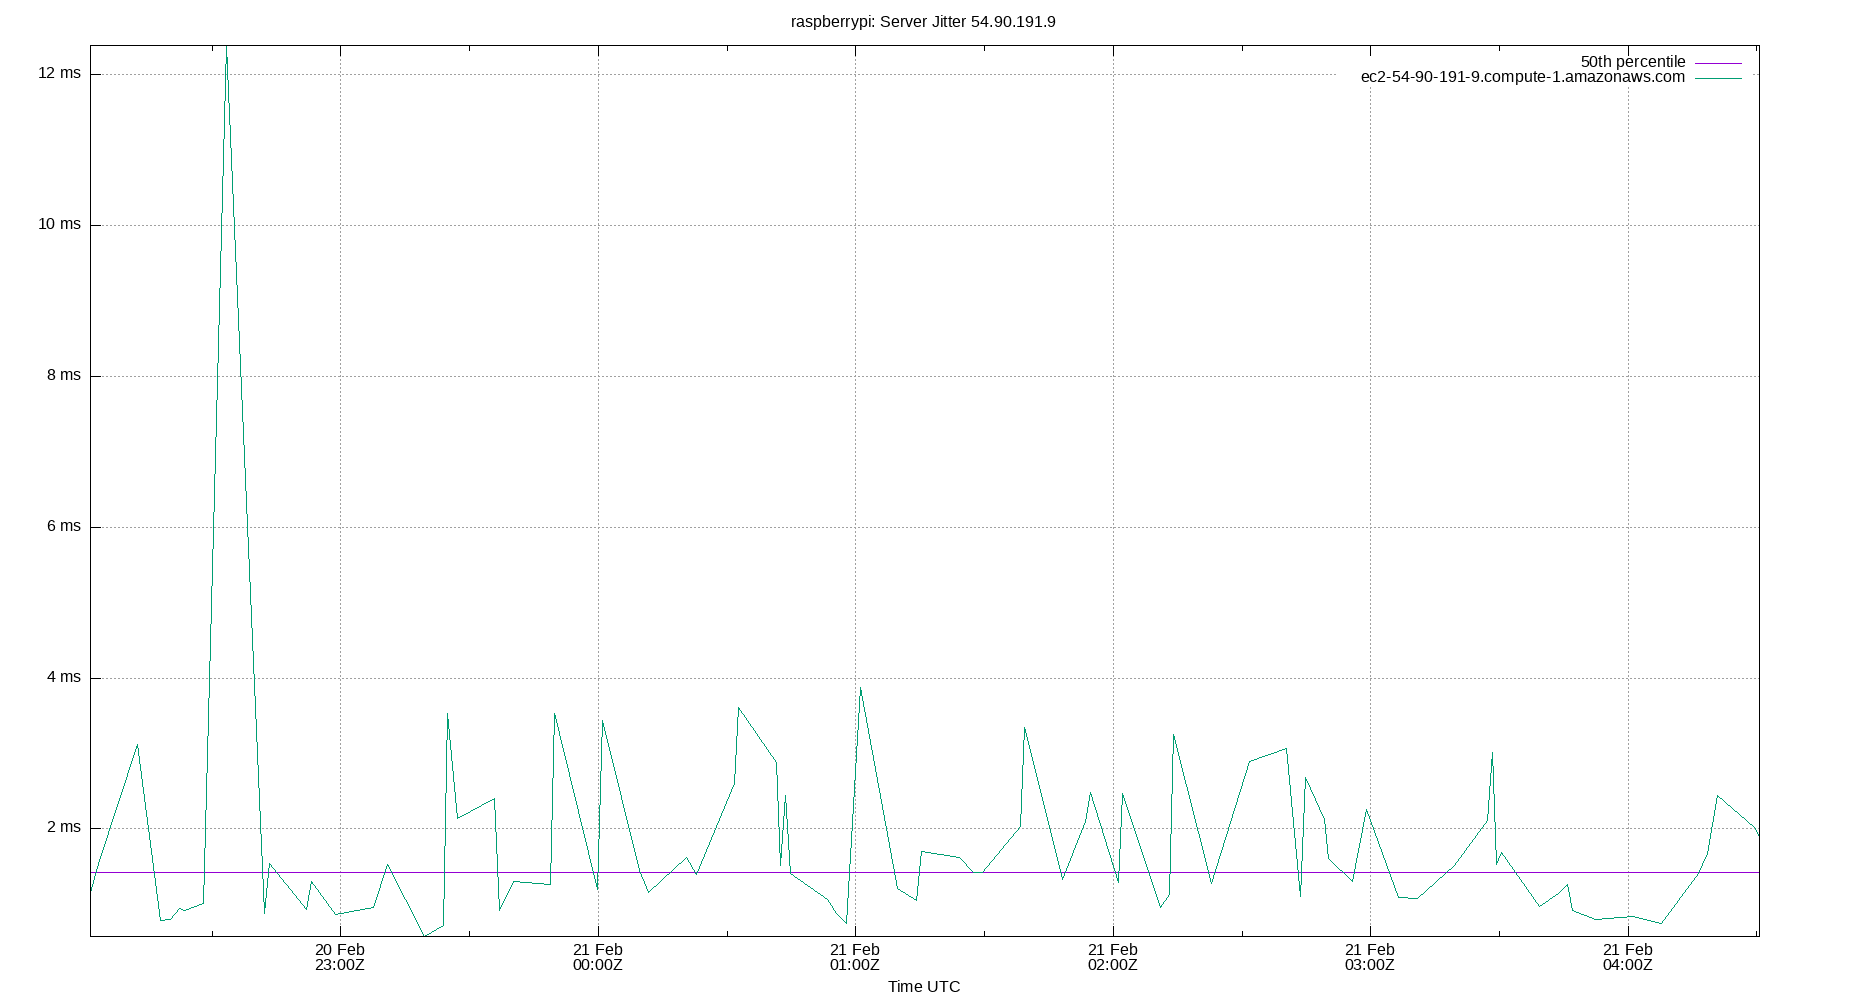 raspberrypi: Server Jitter 54.90.191.9
12 ms
10 ms
8 ms
6 ms
4 ms
2 ms
50th percentile
ec2-54-90-191-9.compute-1.amazonaws.com
20 Feb
23:00Z
21 Feb
00:00Z
21 Feb
01:00Z
21 Feb
02:00Z
21 Feb
03:00Z
21 Feb
04:00Z
Time UTC